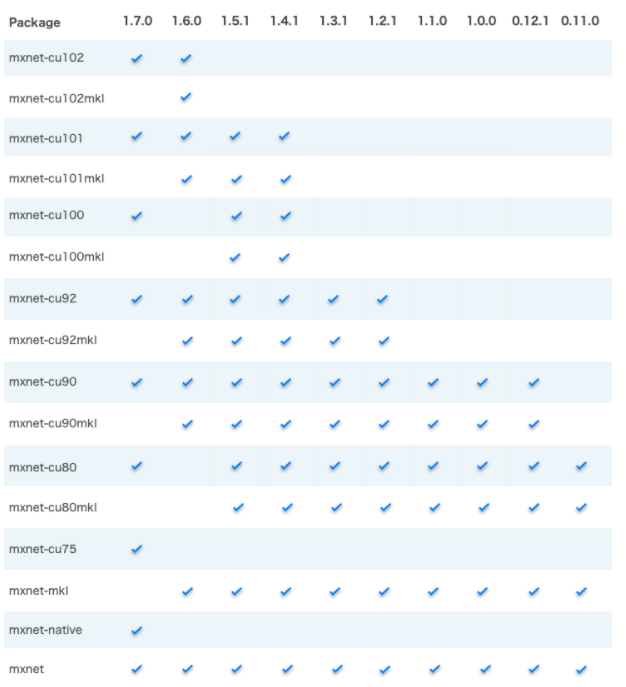 Package 1.7.0 1.6.0 1.5.1 1.4.1 1.3.1 1.2.1 1.1.0 1.0.0 0.12.1 0.11.0
mxnet-cu102 ✓ ✓
mxnet-cu102mkl ✓
mxnet-cu101 ✓ ✓ ✓ ✓
mxnet-cu101mkl ✓ ✓ ✓
mxnet-cu100 ✓ ✓ ✓
mxnet-cu100mkl ✓ ✓
mxnet-cu92 ✓ ✓ ✓ ✓ ✓ ✓
mxnet-cu92mkl ✓ ✓ ✓ ✓ ✓
mxnet-cu90 ✓ ✓ ✓ ✓ ✓ ✓ ✓ ✓ ✓
mxnet-cu90mkl ✓ ✓ ✓ ✓ ✓ ✓ ✓ ✓
mxnet-cu80 ✓ ✓ ✓ ✓ ✓ ✓ ✓ ✓ ✓
mxnet-cu80mkl ✓ ✓ ✓ ✓ ✓ ✓ ✓ ✓
mxnet-cu75 ✓
mxnet-mkl ✓ ✓ ✓ ✓ ✓ ✓ ✓ ✓ ✓
mxnet-native ✓
mxnet ✓ ✓ ✓ ✓ ✓ ✓ ✓ ✓ ✓ ✓